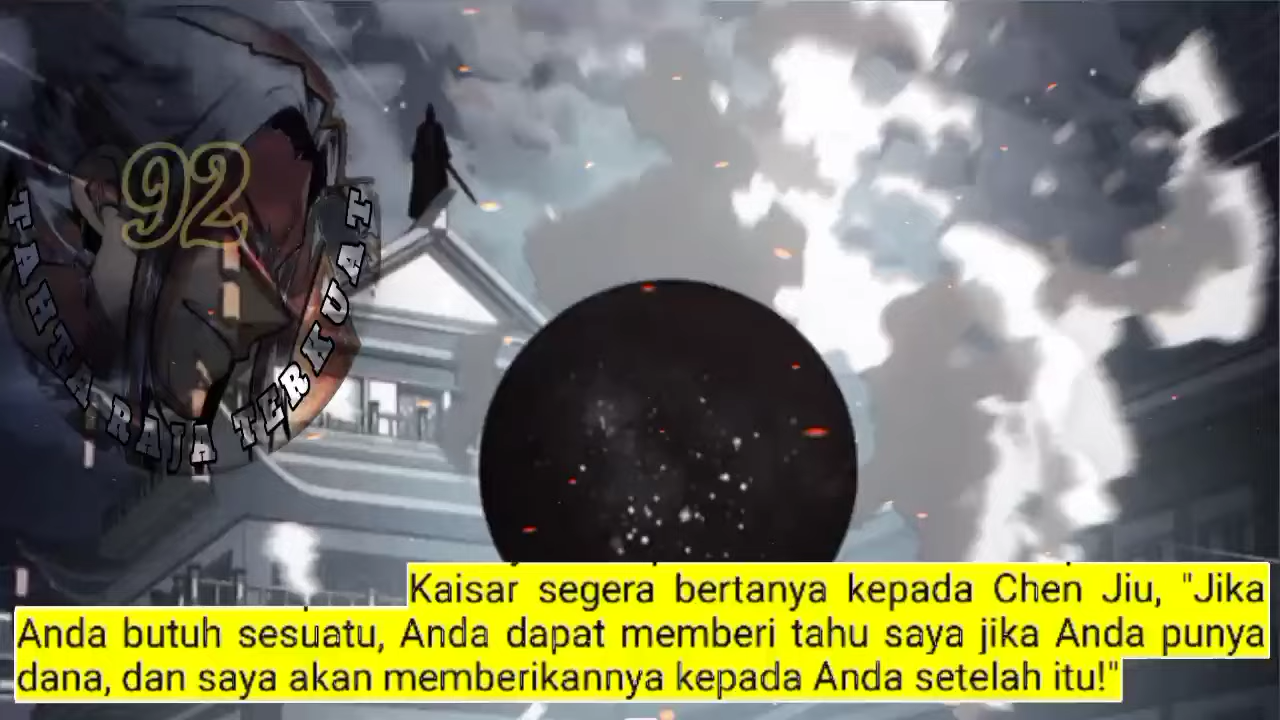 92
TAHTA RAJA TERKUAT
Kaisar segera bertanya kepada Chen Jiu, "Jika
Anda butuh sesuatu, Anda dapat memberi tahu saya jika Anda punya
dana, dan saya akan memberikannya kepada Anda setelah itu!"